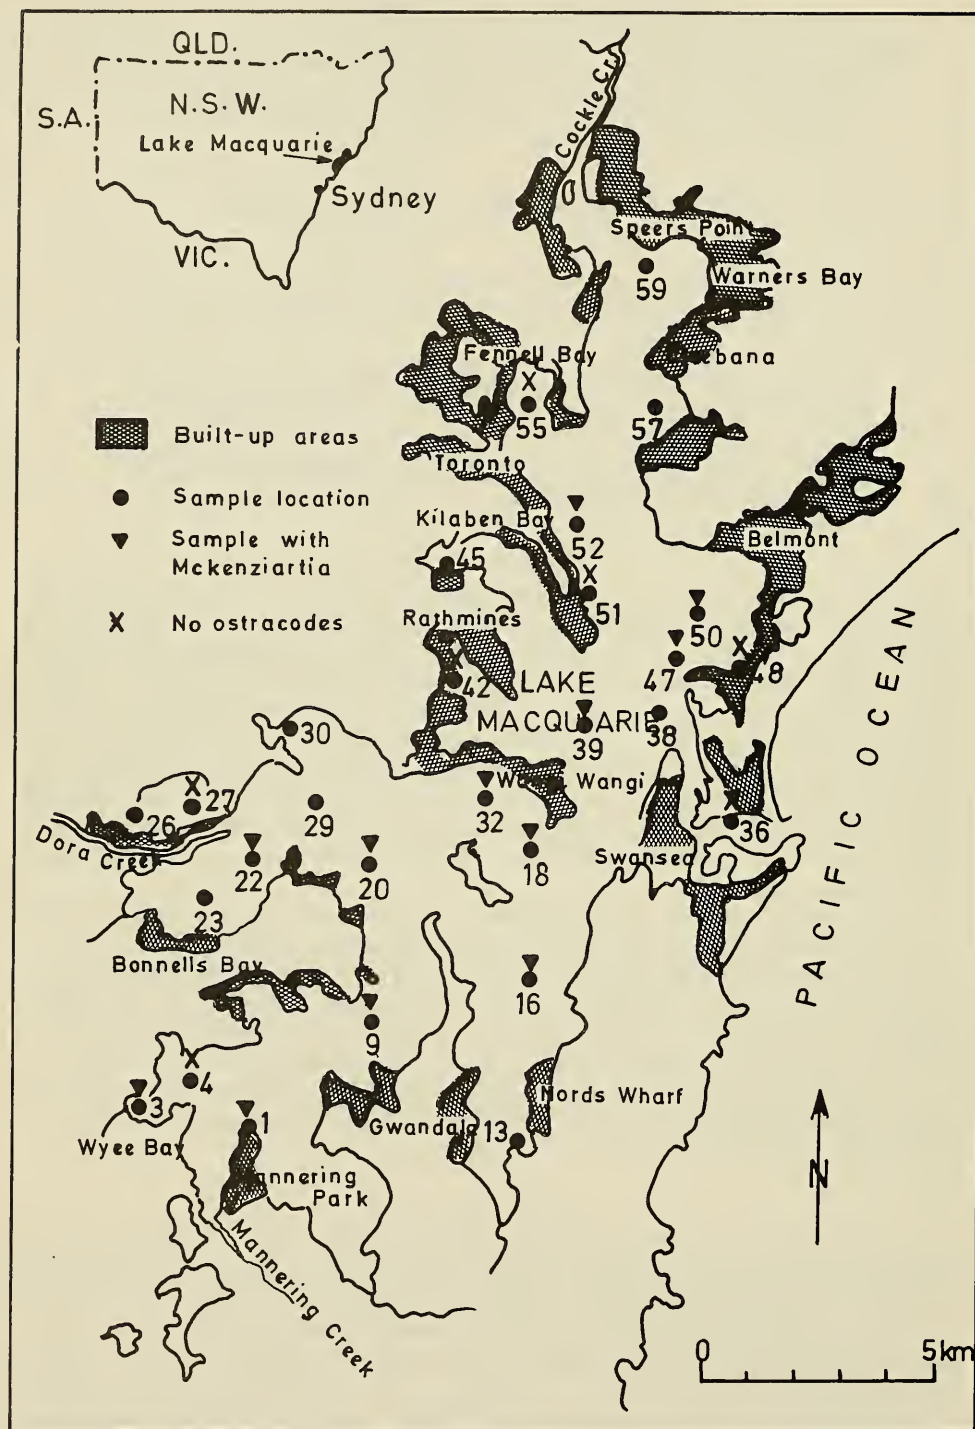 QLD.
N.S.W.
S.A.
Lake Macquarie
Sydney
VIC.
Cockle Cr.
Speers Point
Warners Bay
59
Fennell Bay
55
57
Built-up areas
Sample location
Sample with
Mckenziartia
X No ostracodes
Toronto
Kilaben Bay
52
Belmont
45
51
Rathmines
50
47
48
42
LAKE
MACQUARIE
39
38
30
Wangi
27
26
29
32
36
Dora Creek
22
20
18
Swansea
23
Bonnells Bay
16
9
PACIFIC OCEAN
4
3
1
Nords Wharf
Gwandala
13
Wyee Bay
Park
Mannering Creek
N
0
5km